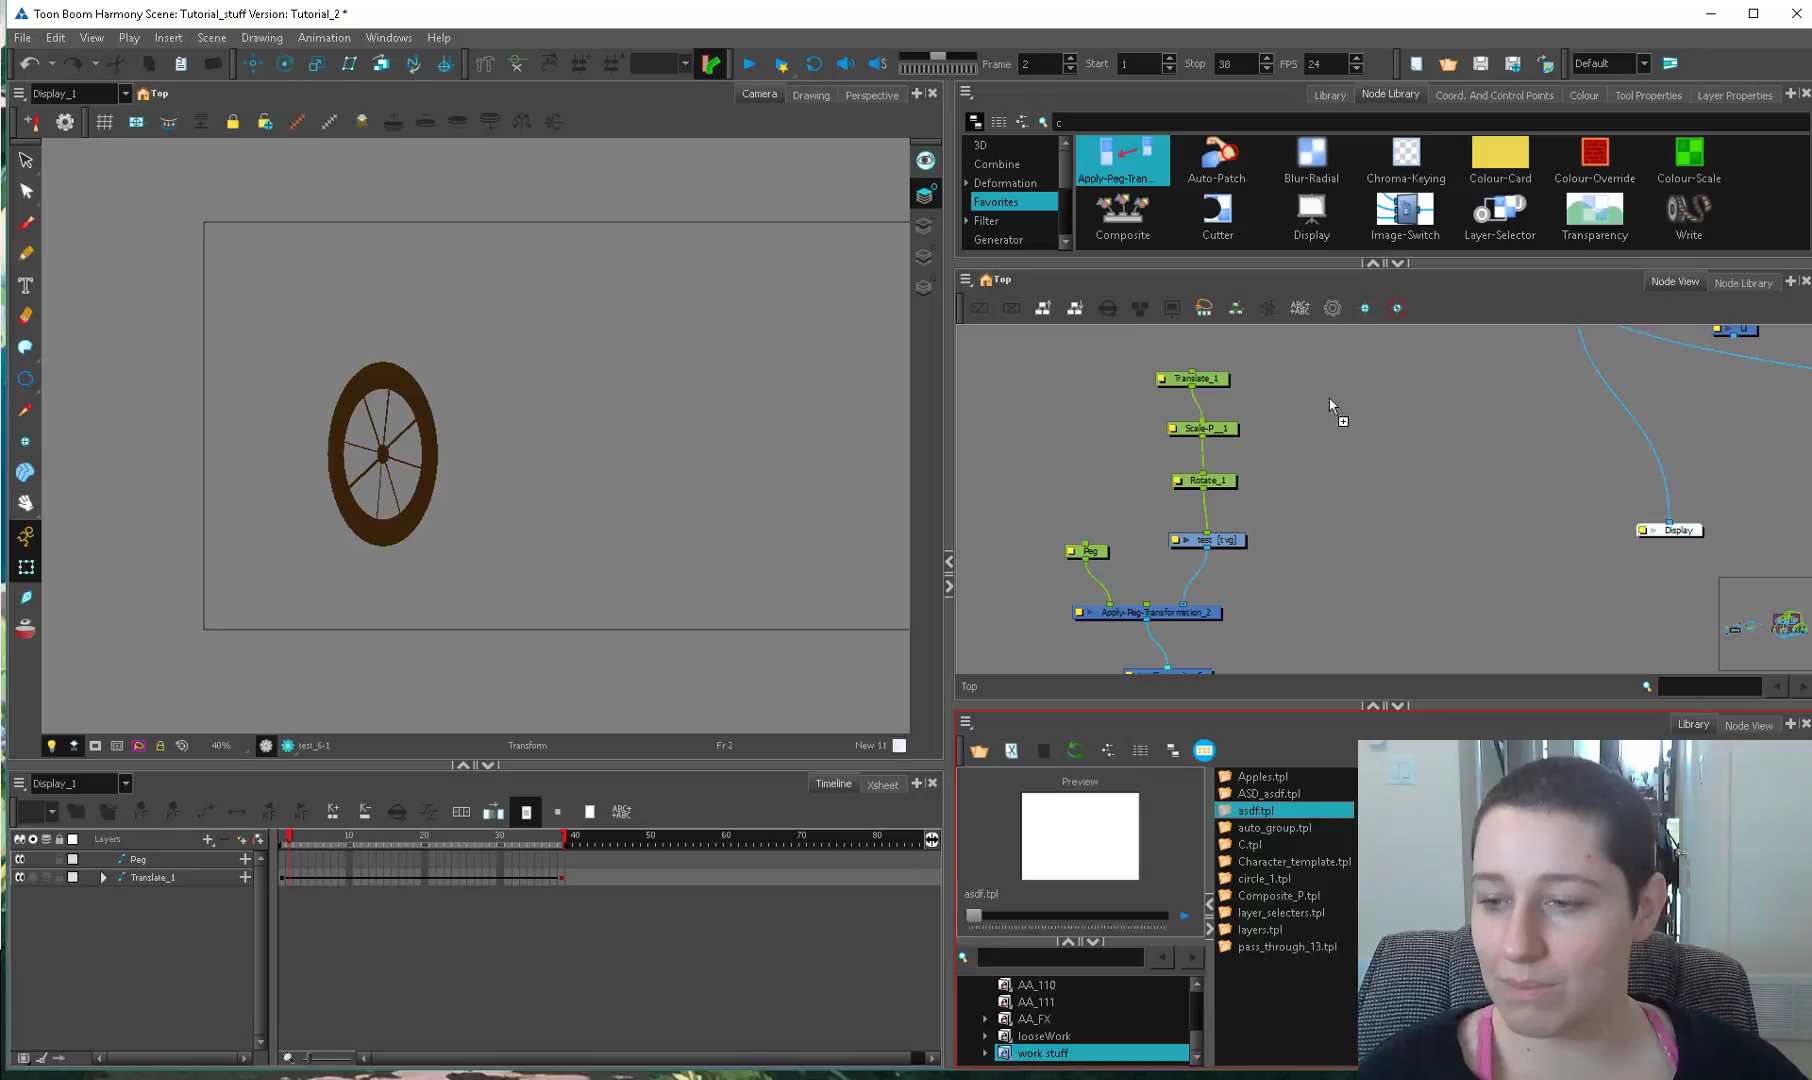 Toon Boom Harmony Scene: Tutorial_stuff Version: Tutorial_2 *
File Edit View Play Insert Scene Drawing Animation Windows Help
Frame 2 Start 1 Stop 38 FPS 24 Default
Display_1 Top Camera Drawing Perspective
Library Node Library Coord. And Control Points Colour Tool Properties Layer Properties
c
3D
Combine
Deformation
Favorites
Filter
Generator
Apply-Peg-Tran... Auto-Patch Blur-Radial Chroma-Keying Colour-Card Colour-Override Colour-Scale
Composite Cutter Display Image-Switch Layer-Selector Transparency Write
Top Node View Node Library
Translate_1
Scale-P__1
Rotate_1
test [tvg]
Peg
Apply-Peg-Transformation_2
Display
Top
40% test_6-1 Transform Fr 2 New 11
Library Node View
Display_1 Timeline Xsheet
Layers 10 20 30 40 50 60 70 80
Peg
Translate_1
Preview
asdf.tpl
Apples.tpl
ASD_asdf.tpl
asdf.tpl
auto_group.tpl
C.tpl
Character_template.tpl
circle_1.tpl
Composite_P.tpl
layer_selecters.tpl
layers.tpl
pass_through_13.tpl
AA_110
AA_111
AA_FX
looseWork
work stuff